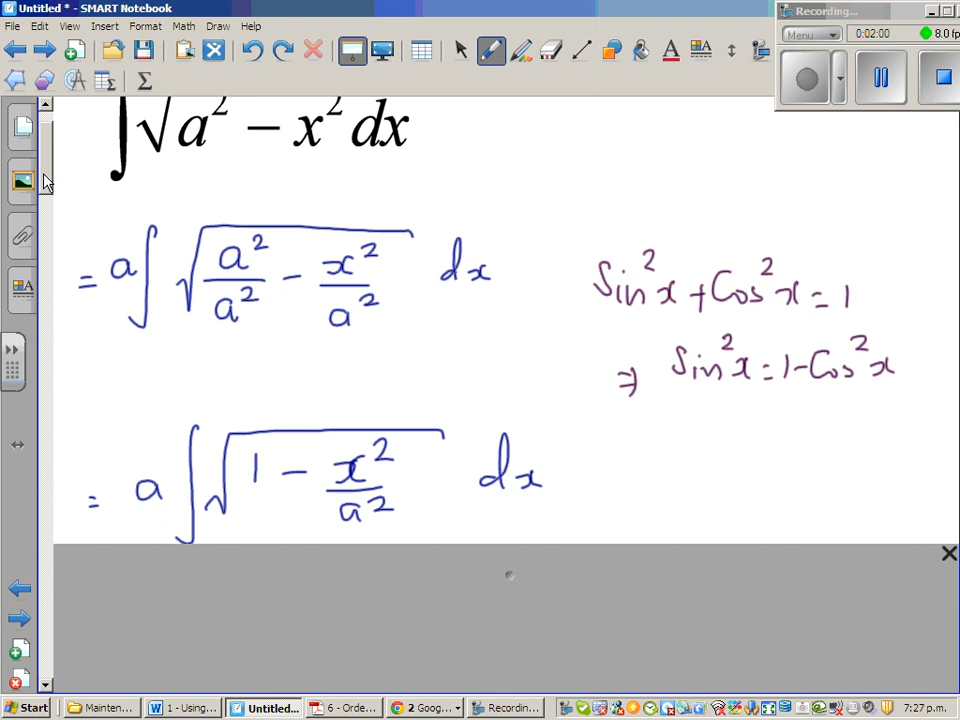 Untitled * - SMART Notebook
Recording...
File Edit View Insert Format Math Draw Help
Menu 0:02:00 8.0 fp
∫√a² − x² dx
= a ∫ √(a²/a² − x²/a²) dx
Sin²x + Cos²x = 1
⇒ Sin²x = 1 − Cos²x
= a ∫ √(1 − x²/a²) dx
Start Mainten... 1 - Using... Untitled... 6 - Orde... 2 Goog... Recordin... 7:27 p.m.